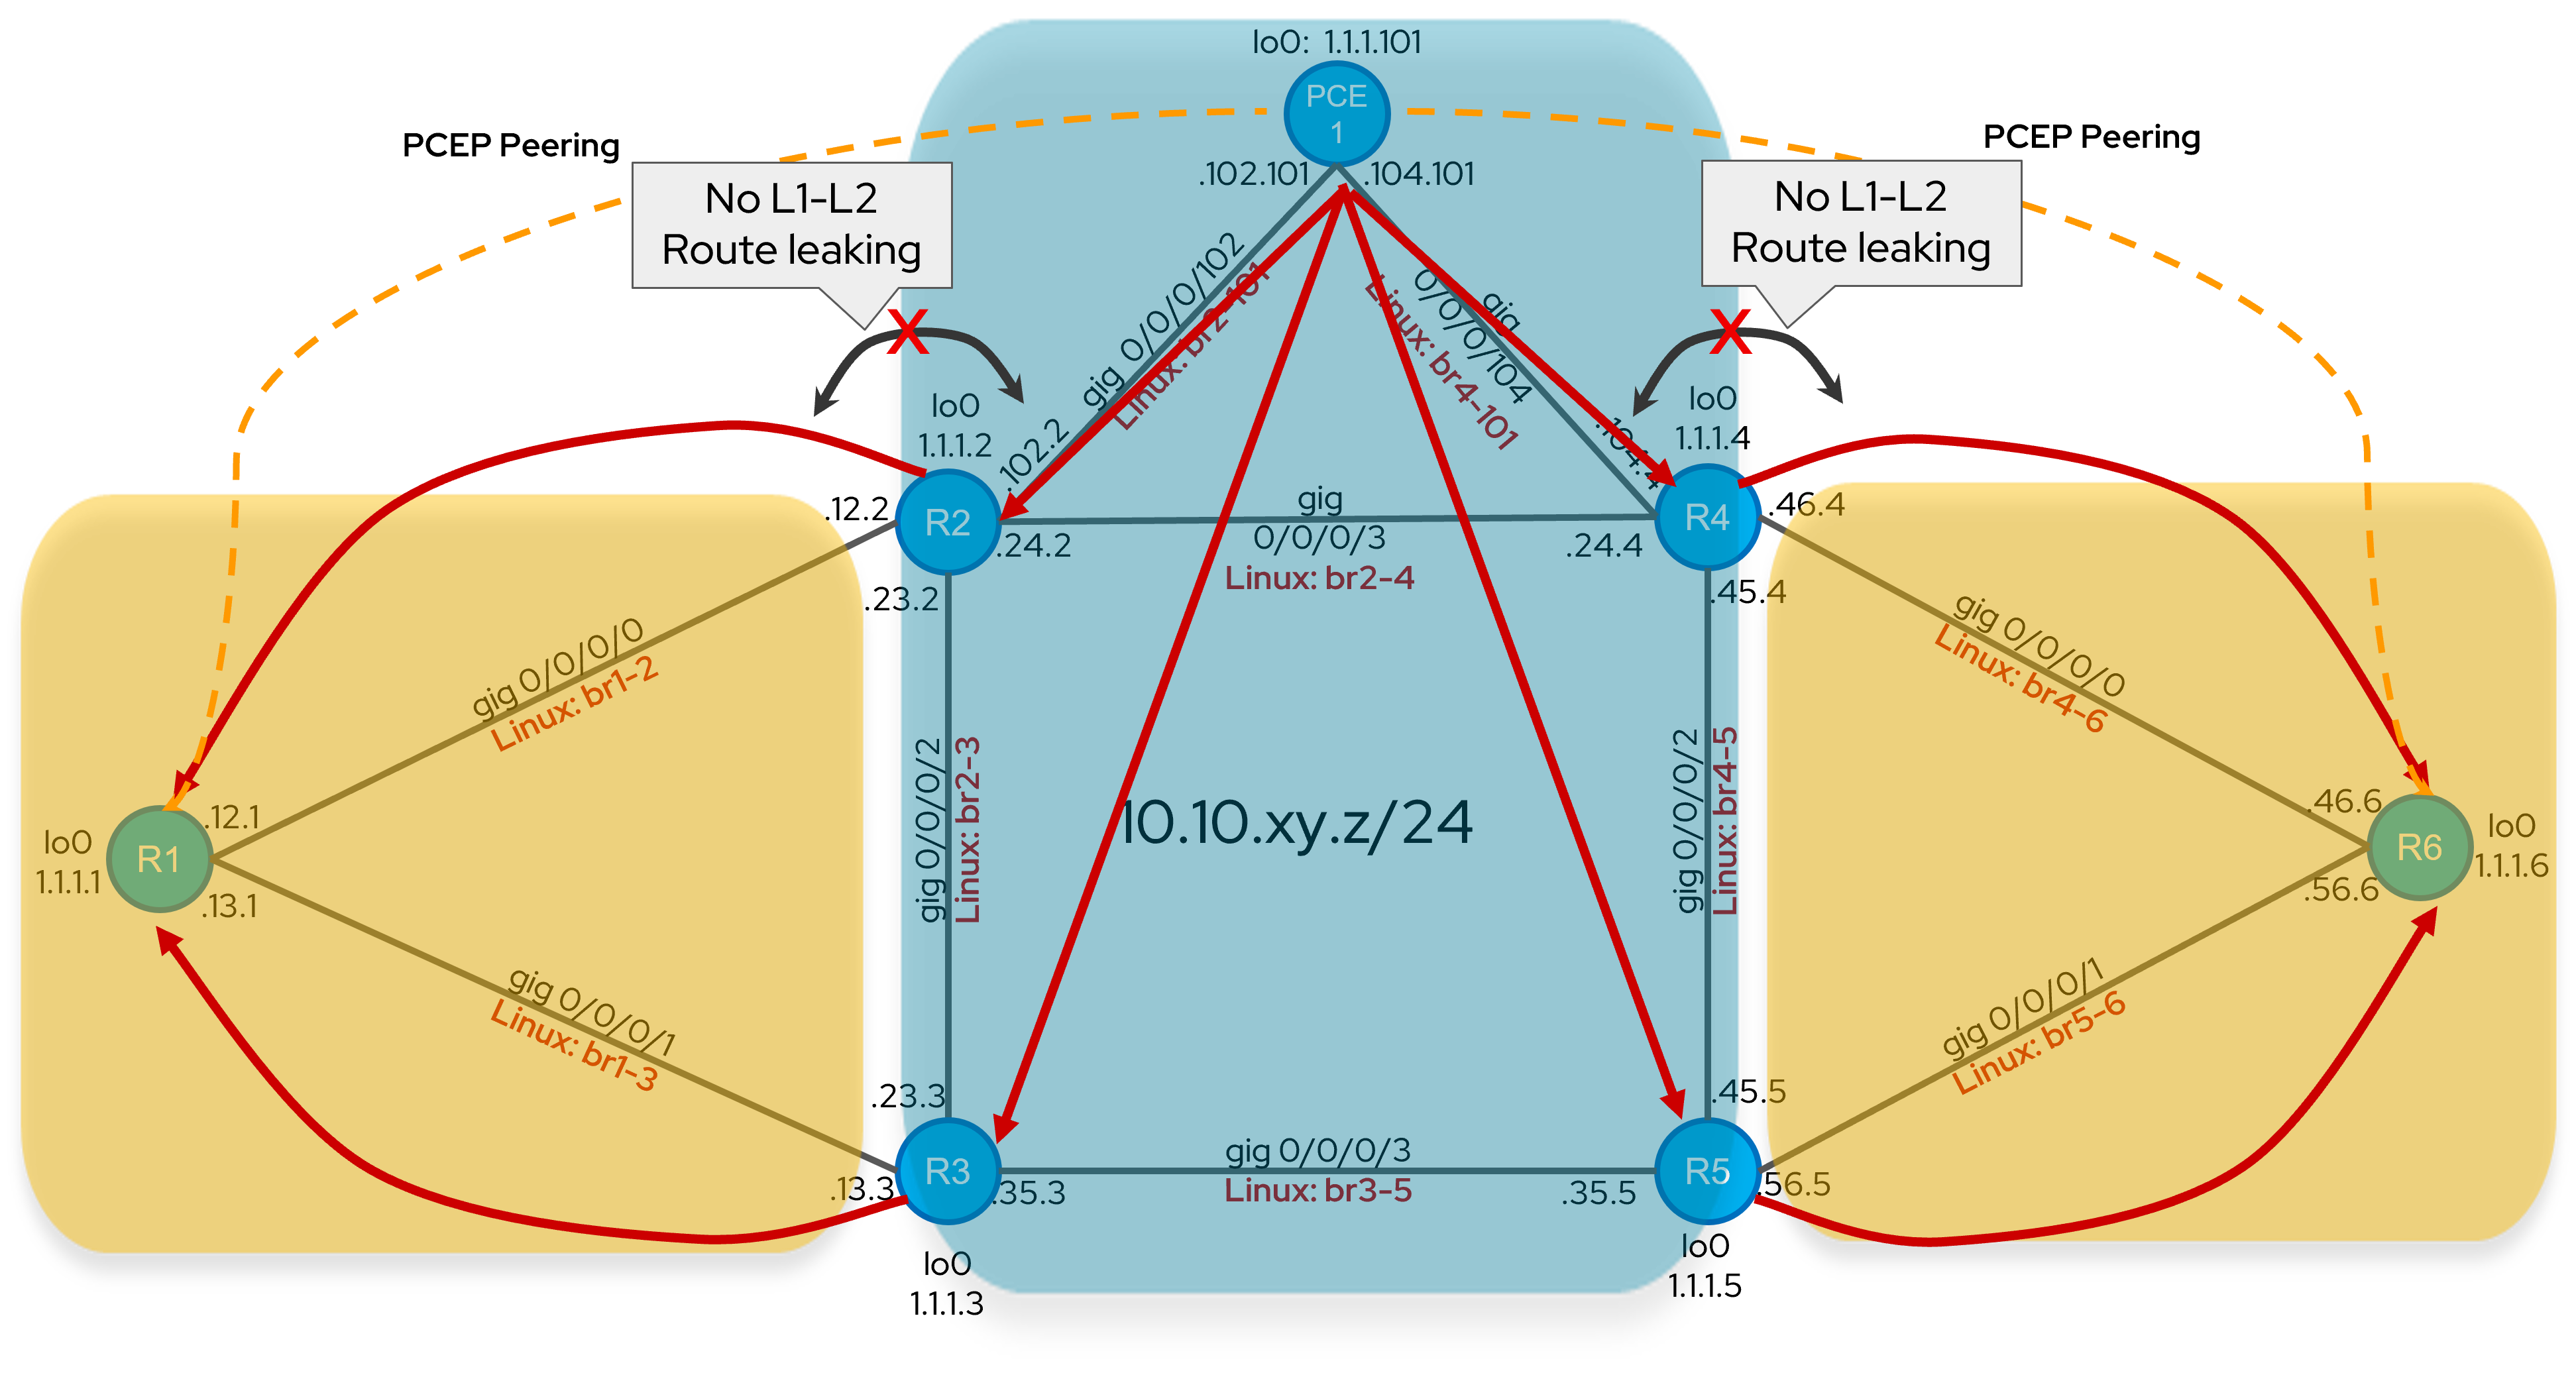 lo0: 1.1.1.101
PCE
1
PCEP Peering
PCEP Peering
No L1-L2
Route leaking
No L1-L2
Route leaking
.102.101
.104.101
gig 0/0/0/102
Linux: br2-101
gig
0/0/0/104
Linux: br4-101
X
X
lo0
1.1.1.2
lo0
1.1.1.4
.102.2
.104.4
.12.2
R2
.24.2
gig
0/0/0/3
Linux: br2-4
.24.4
R4
.46.4
.23.2
.45.4
gig 0/0/0/0
Linux: br1-2
gig 0/0/0/0
Linux: br4-6
gig 0/0/0/2
Linux: br2-3
10.10.xy.z/24
gig 0/0/0/2
Linux: br4-5
lo0
1.1.1.1
R1
.12.1
.13.1
.46.6
.56.6
R6
lo0
1.1.1.6
gig 0/0/0/1
Linux: br1-3
gig 0/0/0/1
Linux: br5-6
.23.3
.45.5
.13.3
R3
.35.3
gig 0/0/0/3
Linux: br3-5
.35.5
R5
.56.5
lo0
1.1.1.3
lo0
1.1.1.5